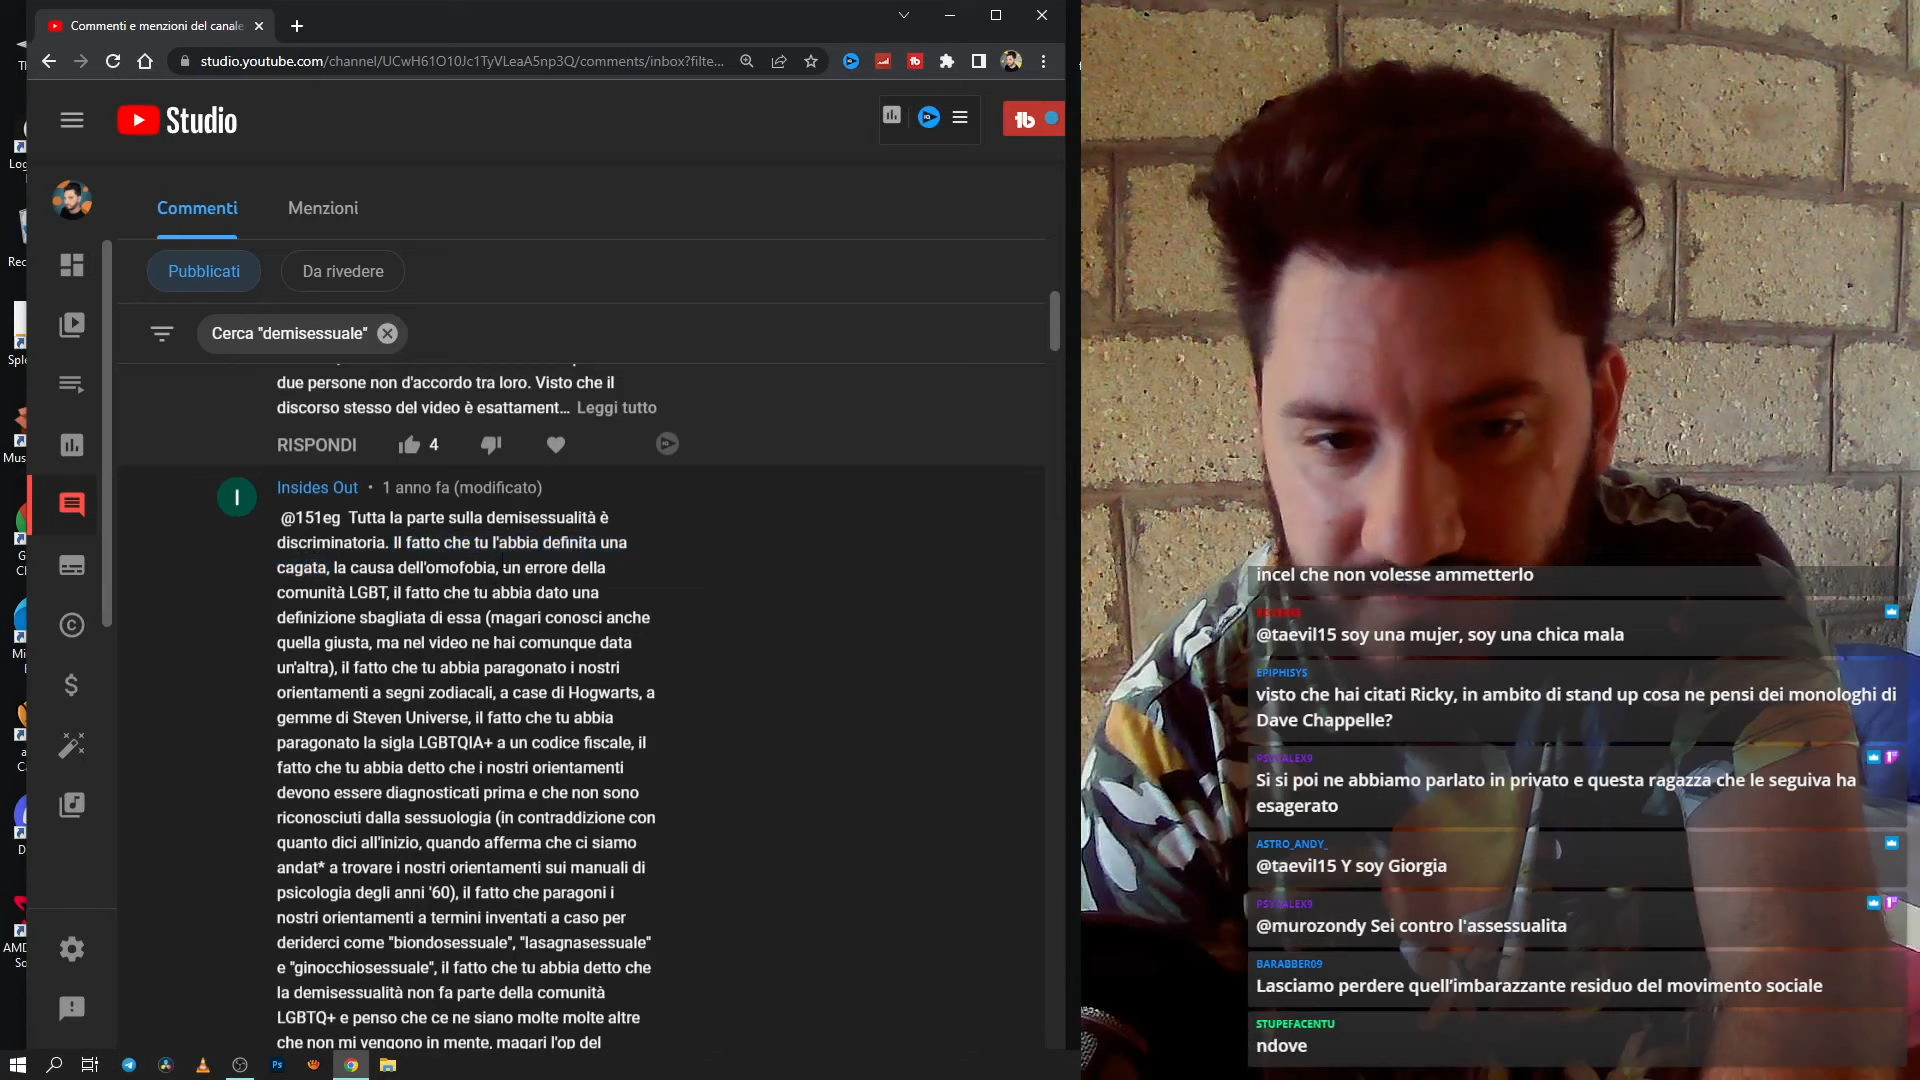 Commenti e menzioni del canale
studio.youtube.com/channel/UCwH61O10Jc1TyVLeaA5np3Q/comments/inbox?filte...
Studio
Commenti
Menzioni
Pubblicati
Da rivedere
Cerca "demisessuale"
due persone non d'accordo tra loro. Visto che il
discorso stesso del video è esattament... Leggi tutto
RISPONDI
4
I
Insides Out • 1 anno fa (modificato)
@151eg Tutta la parte sulla demisessualità è
discriminatoria. Il fatto che tu l'abbia definita una
cagata, la causa dell'omofobia, un errore della
comunità LGBT, il fatto che tu abbia dato una
definizione sbagliata di essa (magari conosci anche
quella giusta, ma nel video ne hai comunque data
un'altra), il fatto che tu abbia paragonato i nostri
orientamenti a segni zodiacali, a case di Hogwarts, a
gemme di Steven Universe, il fatto che tu abbia
paragonato la sigla LGBTQIA+ a un codice fiscale, il
fatto che tu abbia detto che i nostri orientamenti
devono essere diagnosticati prima e che non sono
riconosciuti dalla sessuologia (in contraddizione con
quanto dici all'inizio, quando afferma che ci siamo
andat* a trovare i nostri orientamenti sui manuali di
psicologia degli anni '60), il fatto che paragoni i
nostri orientamenti a termini inventati a caso per
deriderci come "biondosessuale", "lasagnasessuale"
e "ginocchiosessuale", il fatto che tu abbia detto che
la demisessualità non fa parte della comunità
LGBTQ+ e penso che ce ne siano molte molte altre
che non mi vengono in mente, magari l'op del
incel che non volesse ammetterlo
@taevil15 soy una mujer, soy una chica mala
EPIPHISYS
visto che hai citati Ricky, in ambito di stand up cosa ne pensi dei monologhi di
Dave Chappelle?
PSYCALEX9
Si si poi ne abbiamo parlato in privato e questa ragazza che le seguiva ha
esagerato
ASTRO_ANDY_
@taevil15 Y soy Giorgia
PSYCALEX9
@murozondy Sei contro l'assessualita
BARABBER09
Lasciamo perdere quell'imbarazzante residuo del movimento sociale
STUPEFACENTU
ndove